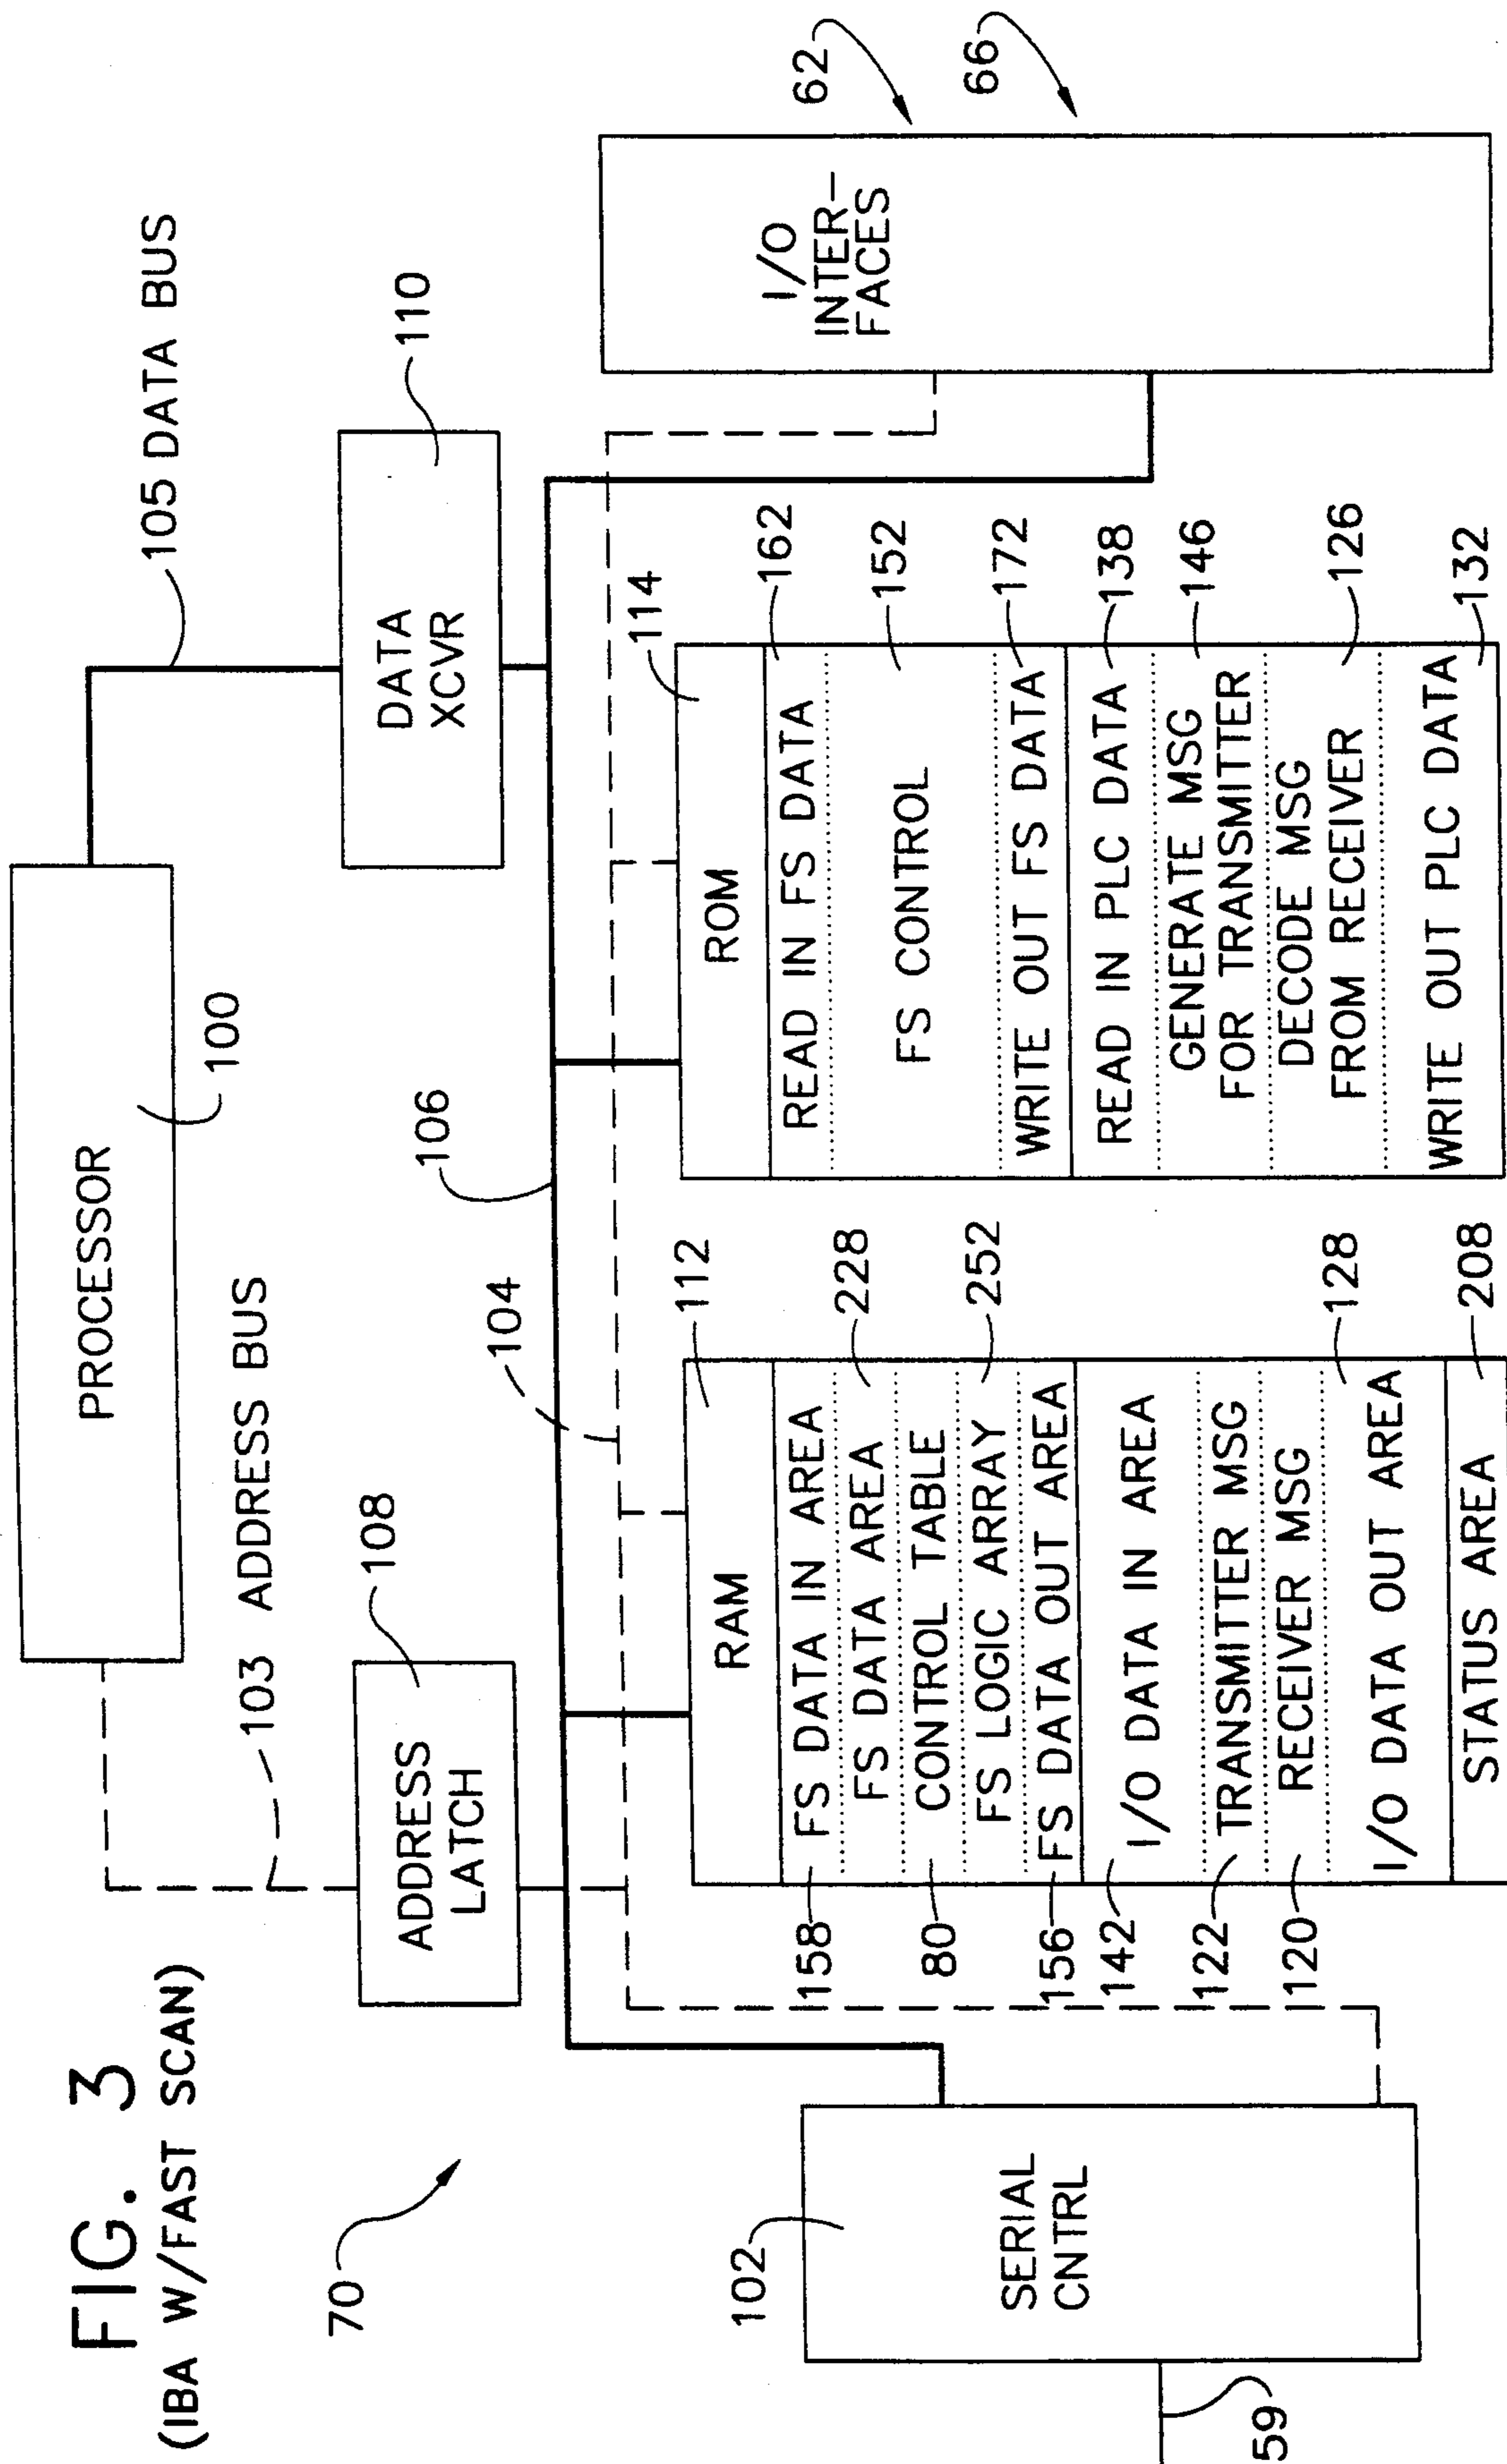 FIG. 3
(IBA W/FAST SCAN)
70
PROCESSOR
100
103 ADDRESS BUS
105 DATA BUS
ADDRESS
LATCH
108
DATA
XCVR
110
106
104
102
SERIAL
CNTRL
59
112
RAM
158
FS DATA IN AREA
FS DATA AREA
228
80
CONTROL TABLE
FS LOGIC ARRAY
252
156
FS DATA OUT AREA
142
I/O DATA IN AREA
122
TRANSMITTER MSG
120
RECEIVER MSG
I/O DATA OUT AREA
128
STATUS AREA
208
114
ROM
READ IN FS DATA
162
FS CONTROL
152
WRITE OUT FS DATA
172
READ IN PLC DATA
138
GENERATE MSG
FOR TRANSMITTER
146
DECODE MSG
FROM RECEIVER
126
WRITE OUT PLC DATA
132
I/O
INTER-
FACES
62
66